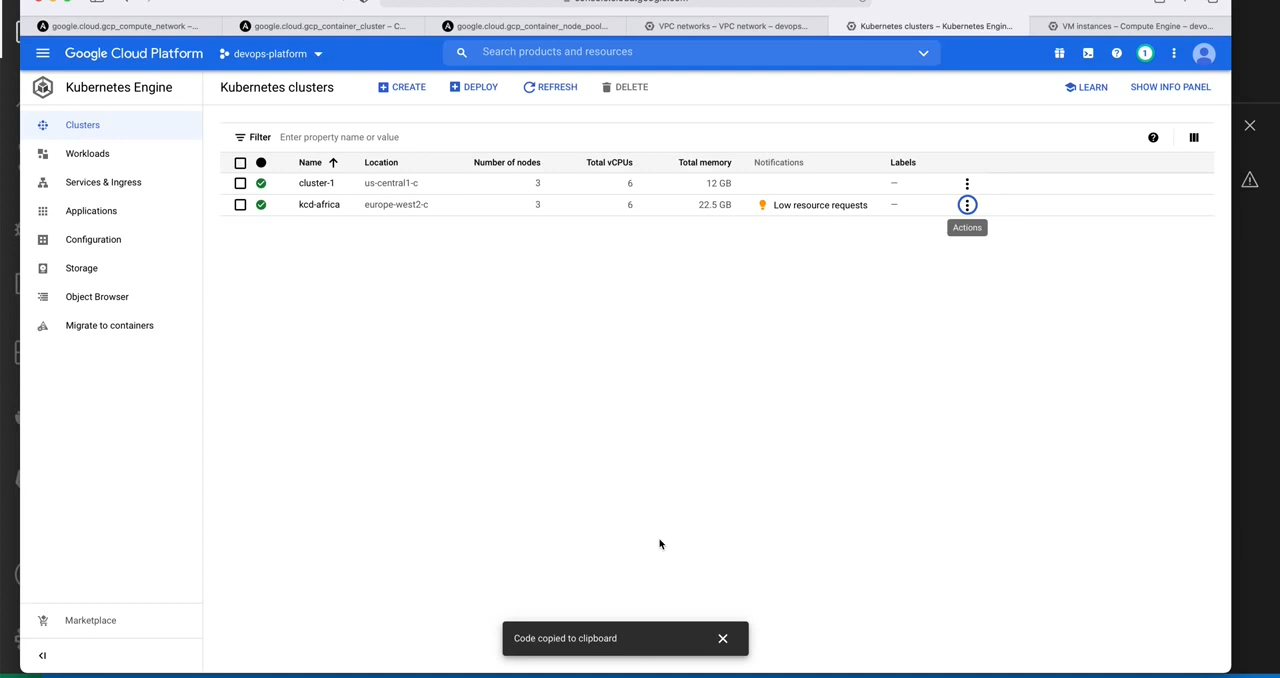 console.cloud.google.com
google.cloud.gcp_compute_network –...
google.cloud.gcp_container_cluster – C...
google.cloud.gcp_container_node_pool...
VPC networks – VPC network – devops...
Kubernetes clusters – Kubernetes Engin...
VM instances – Compute Engine – devo...
Google Cloud Platform
devops-platform
Search products and resources
1
Kubernetes Engine
Kubernetes clusters
CREATE
DEPLOY
REFRESH
DELETE
LEARN
SHOW INFO PANEL
Clusters
Workloads
Services & Ingress
Applications
Configuration
Storage
Object Browser
Migrate to containers
Marketplace
Filter Enter property name or value
Name Location Number of nodes Total vCPUs Total memory Notifications Labels
cluster-1 us-central1-c 3 6 12 GB –
kcd-africa europe-west2-c 3 6 22.5 GB Low resource requests –
Actions
Code copied to clipboard